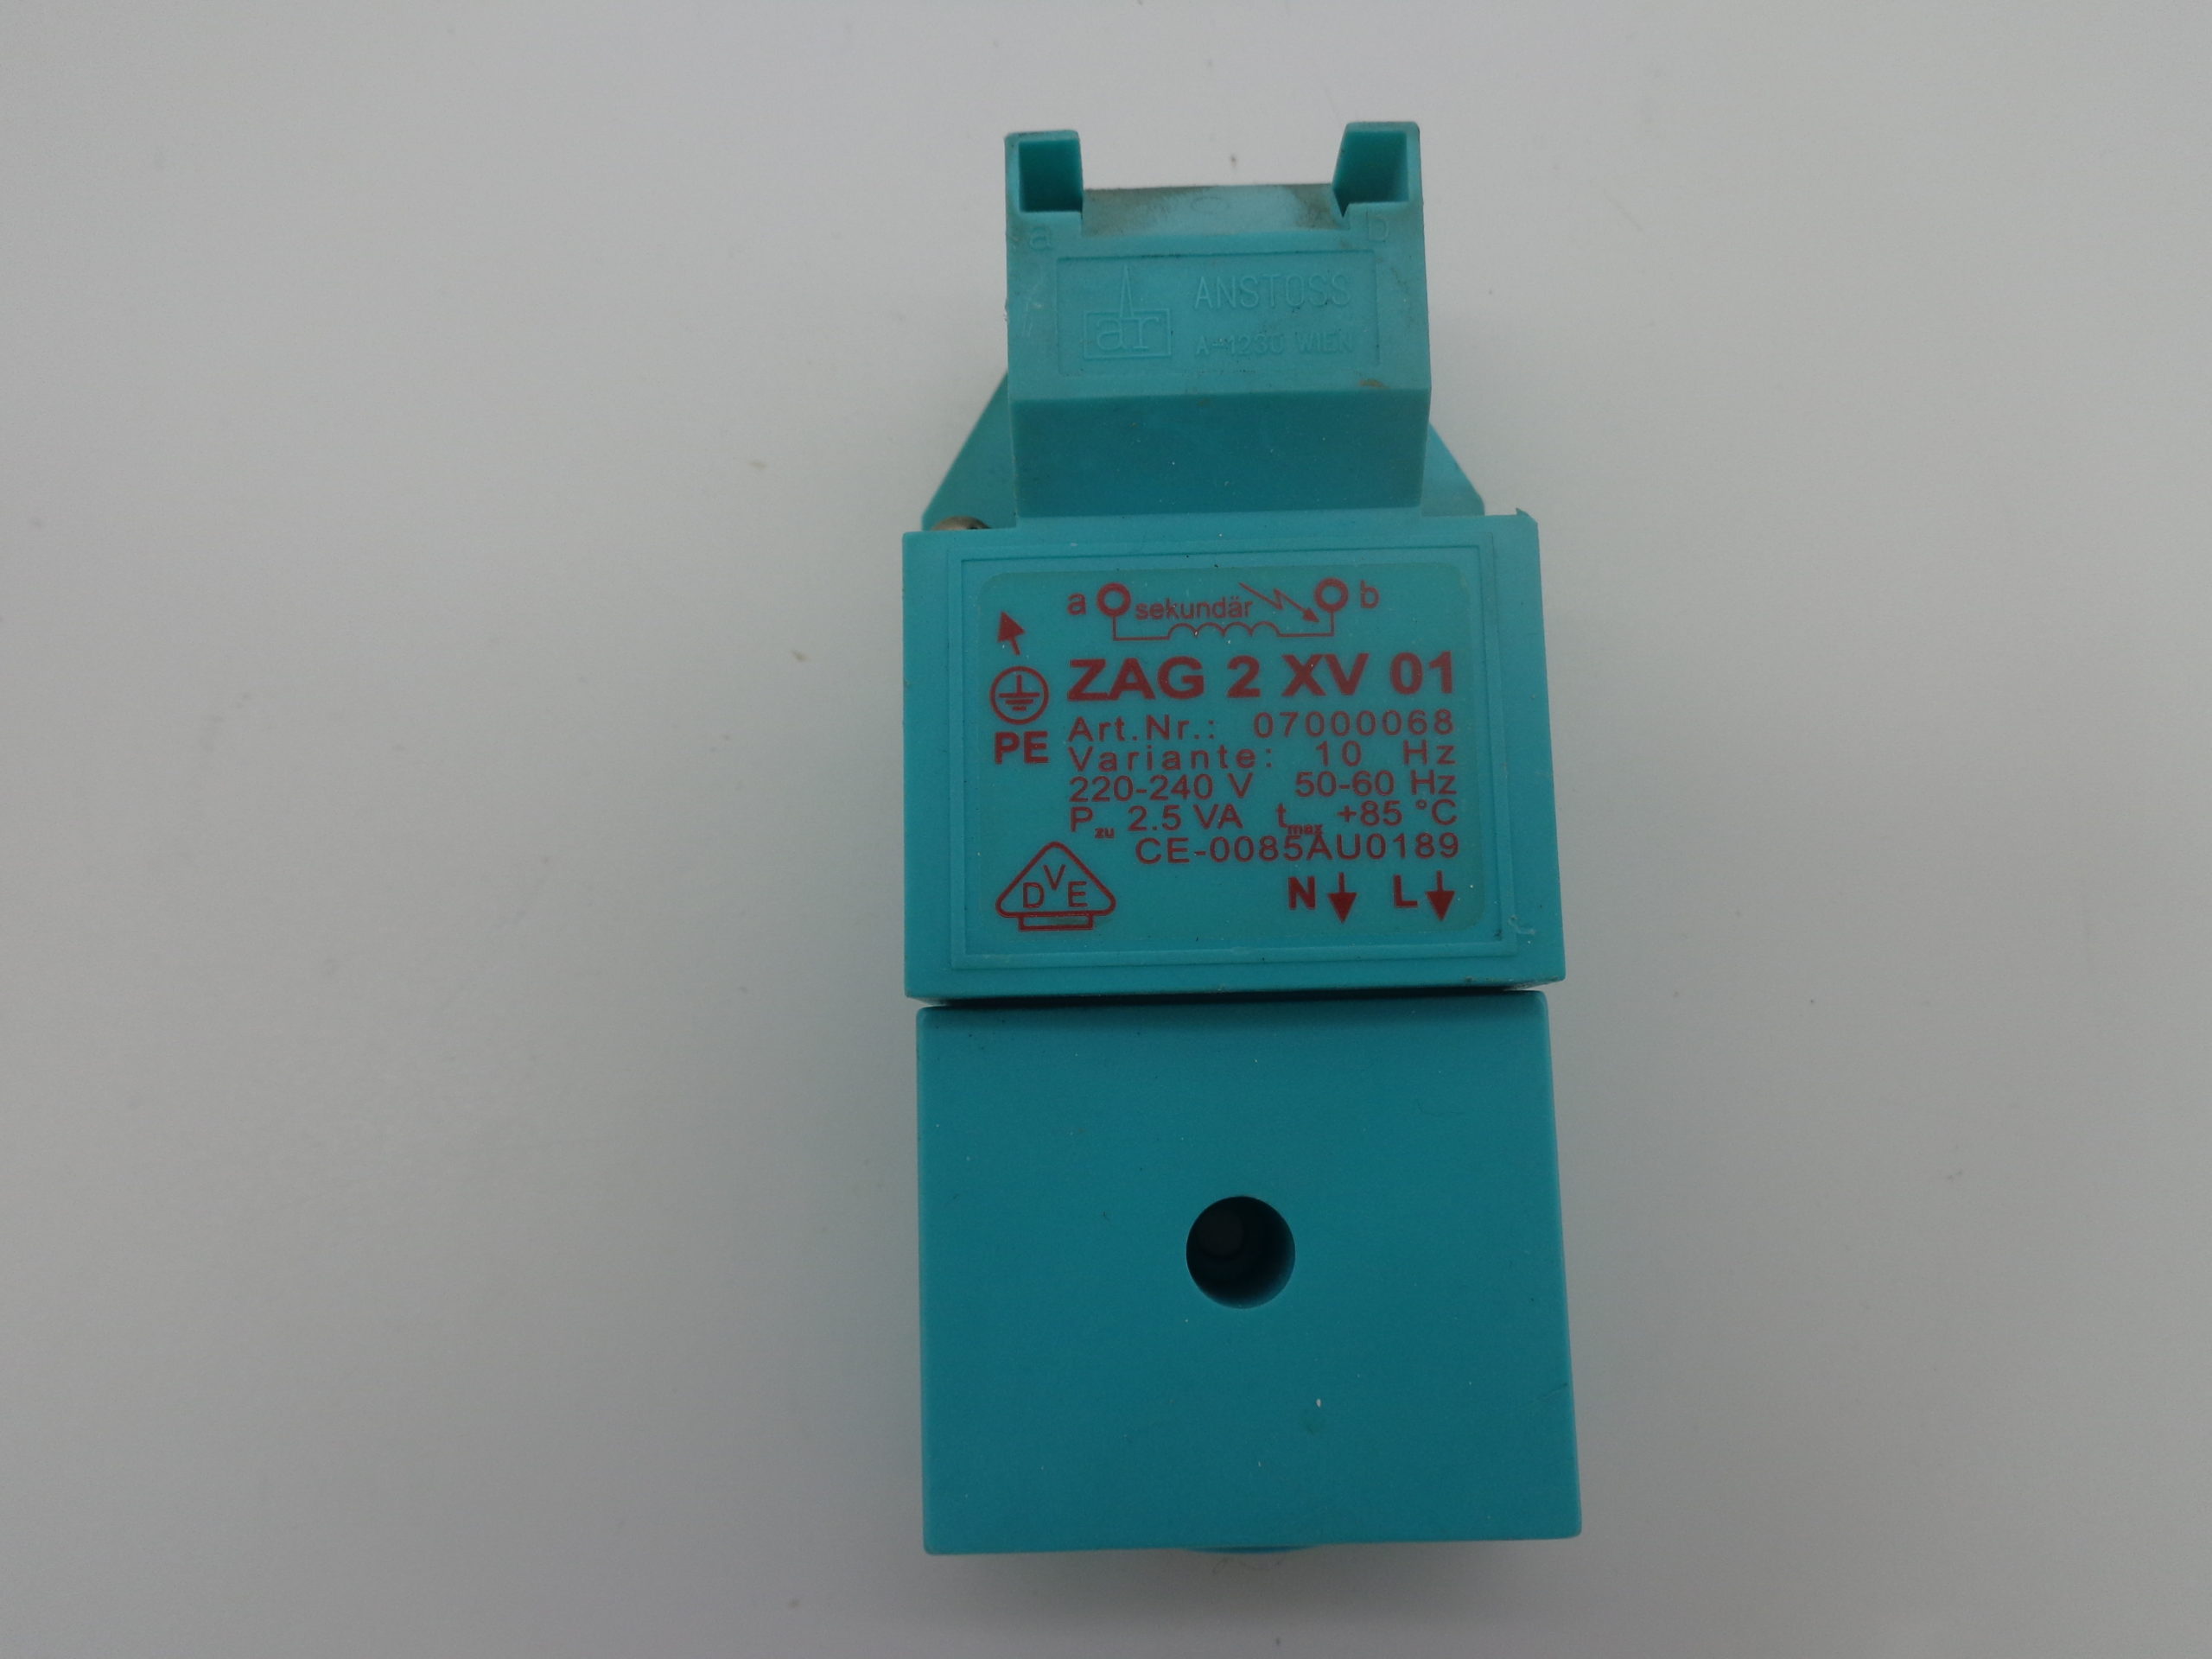 a b
ar ANSTOSS
A-1230 WIEN
a sekundär b
ZAG 2 XV 01
PE
Art.Nr.: 07000068
Variante: 10 Hz
220-240 V 50-60 Hz
Pzu 2.5 VA tmax +85 °C
CE-0085AU0189
DVE
N L